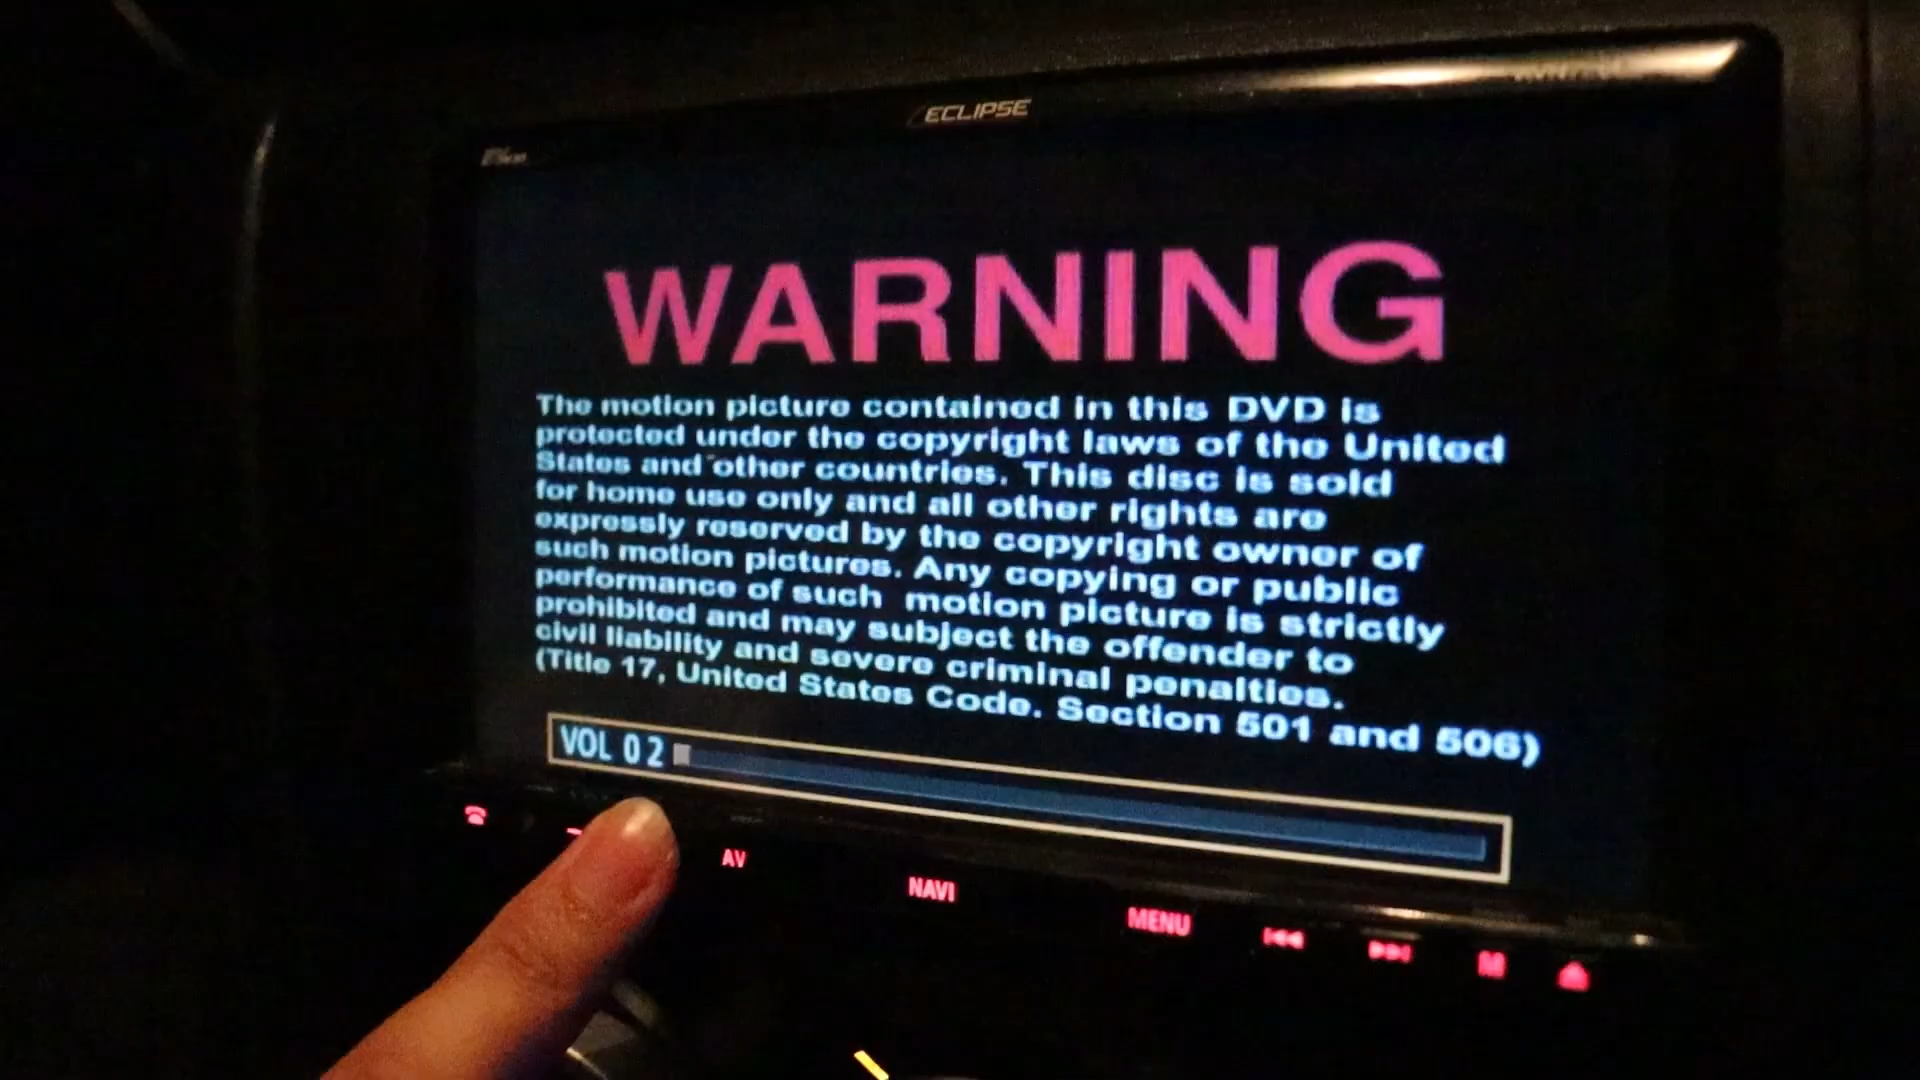 ECLIPSE
WARNING
The motion picture contained in this DVD is
protected under the copyright laws of the United
States and other countries. This disc is sold
for home use only and all other rights are
expressly reserved by the copyright owner of
such motion pictures. Any copying or public
performance of such motion picture is strictly
prohibited and may subject the offender to
civil liability and severe criminal penalties.
(Title 17, United States Code. Section 501 and 506)
VOL 02
AV
NAVI
MENU
M